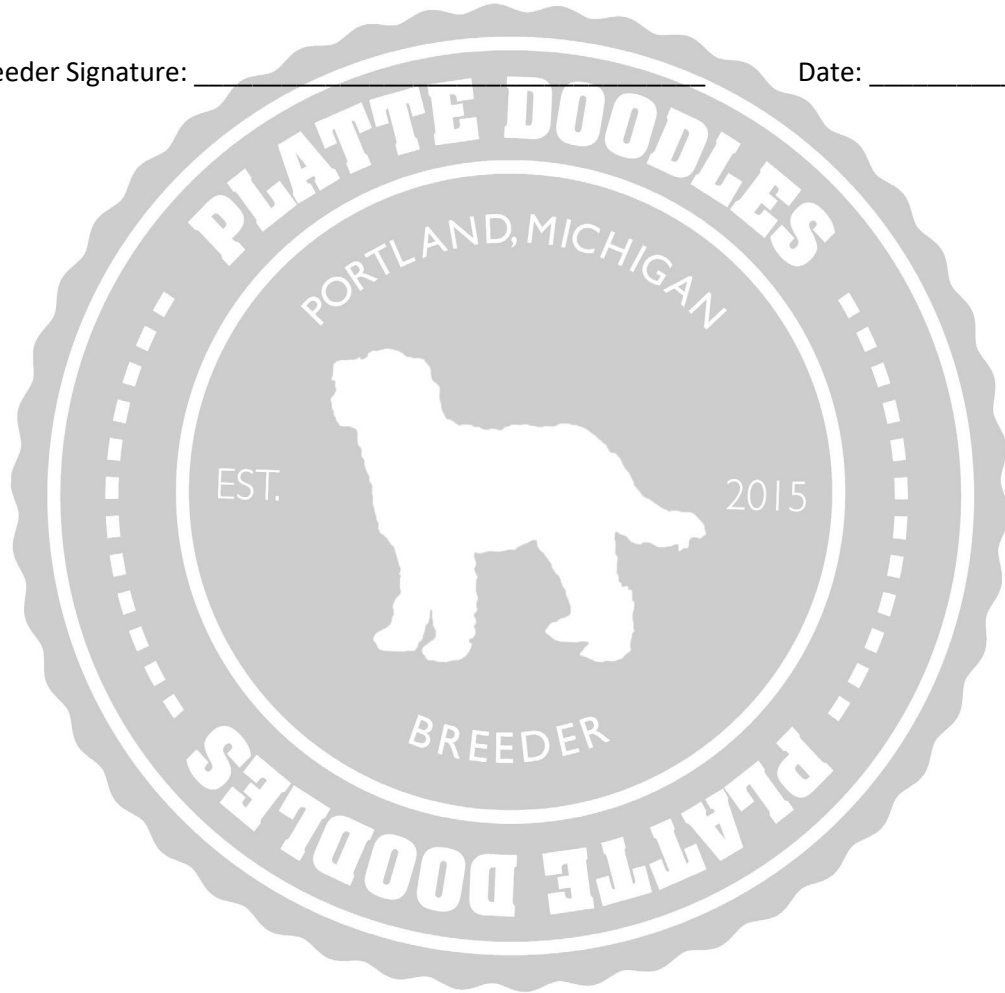 eeder Signature: ___________________________________ Date: __________
PLATTE DOODLES
PORTLAND, MICHIGAN
EST. 2015
BREEDER
PLATTE DOODLES